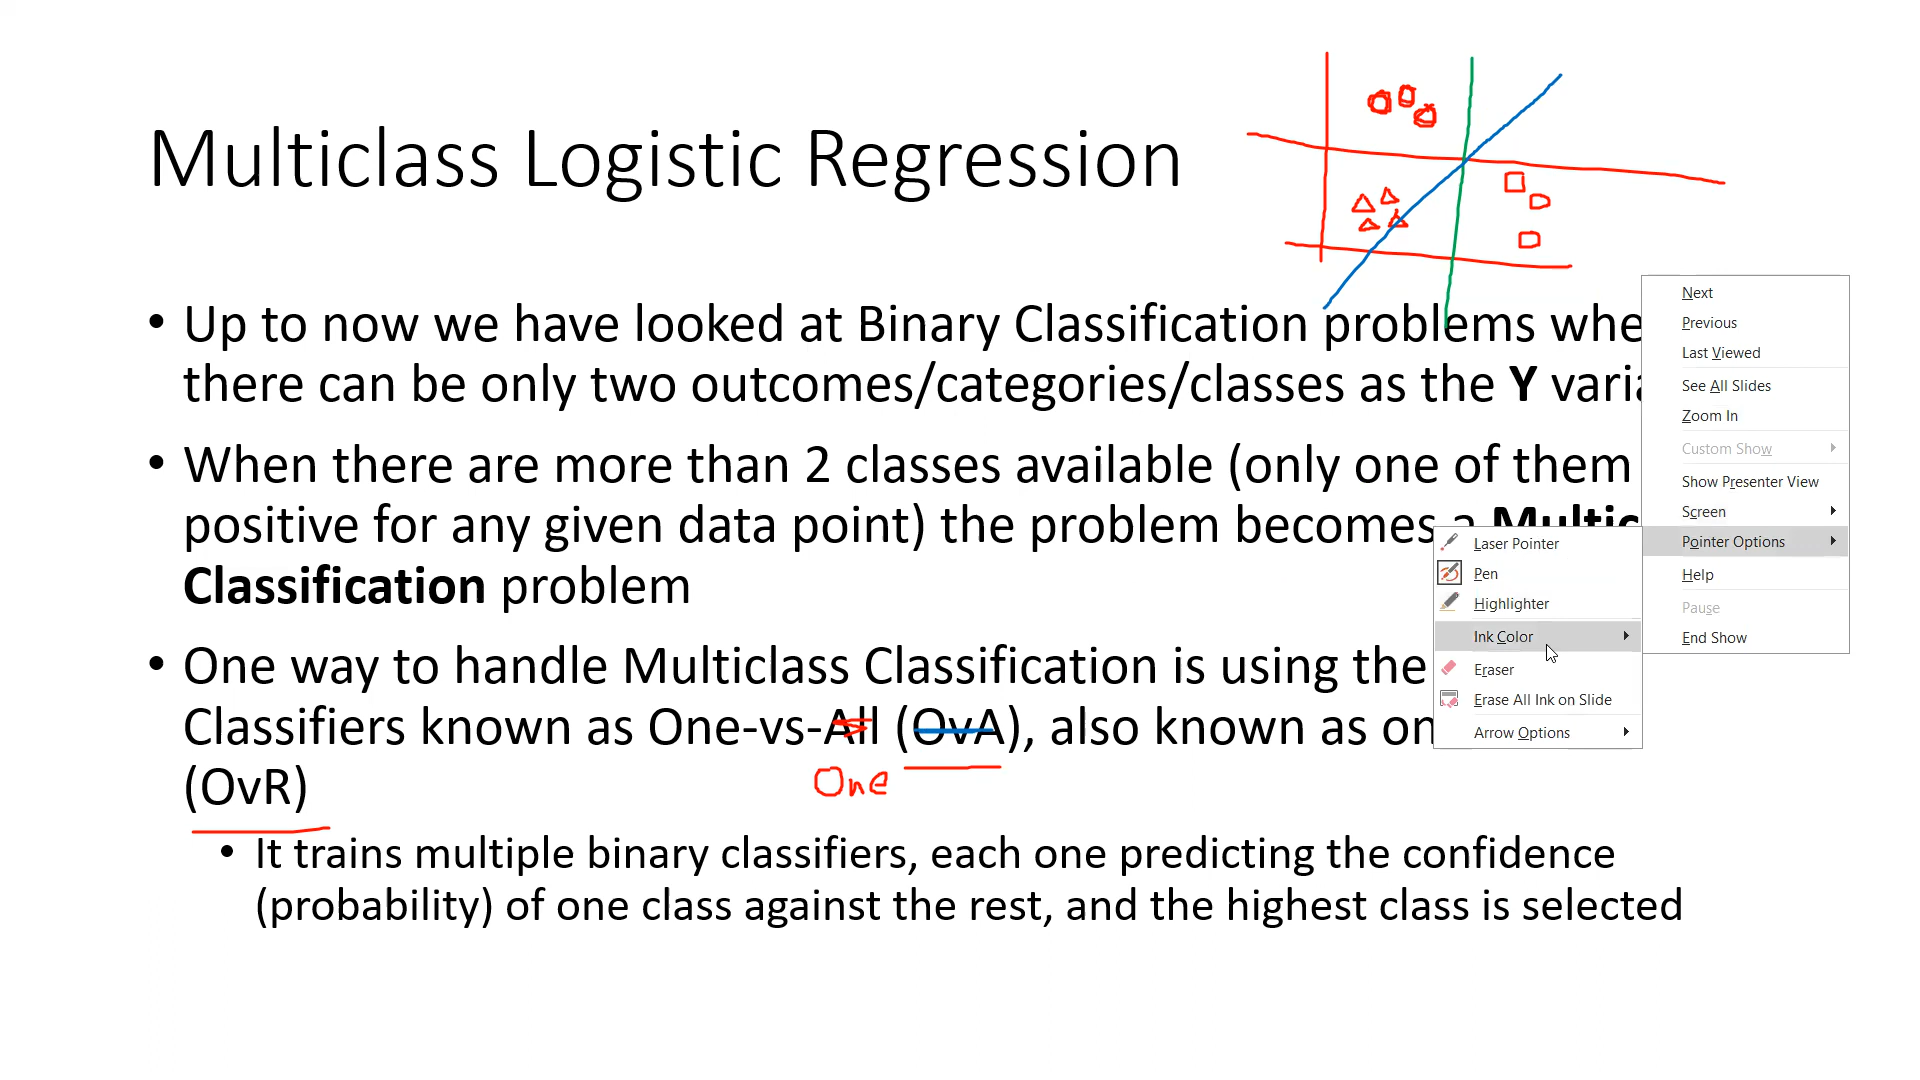 Multiclass Logistic Regression
• Up to now we have looked at Binary Classification problems whe
there can be only two outcomes/categories/classes as the Y varia
• When there are more than 2 classes available (only one of them
positive for any given data point) the problem becomes a Multic
Classification problem
• One way to handle Multiclass Classification is using the
Classifiers known as One-vs-All (OvA), also known as on
One
(OvR)
• It trains multiple binary classifiers, each one predicting the confidence
(probability) of one class against the rest, and the highest class is selected
Next
Previous
Last Viewed
See All Slides
Zoom In
Custom Show
Show Presenter View
Screen
Pointer Options
Help
Pause
End Show
Laser Pointer
Pen
Highlighter
Ink Color
Eraser
Erase All Ink on Slide
Arrow Options